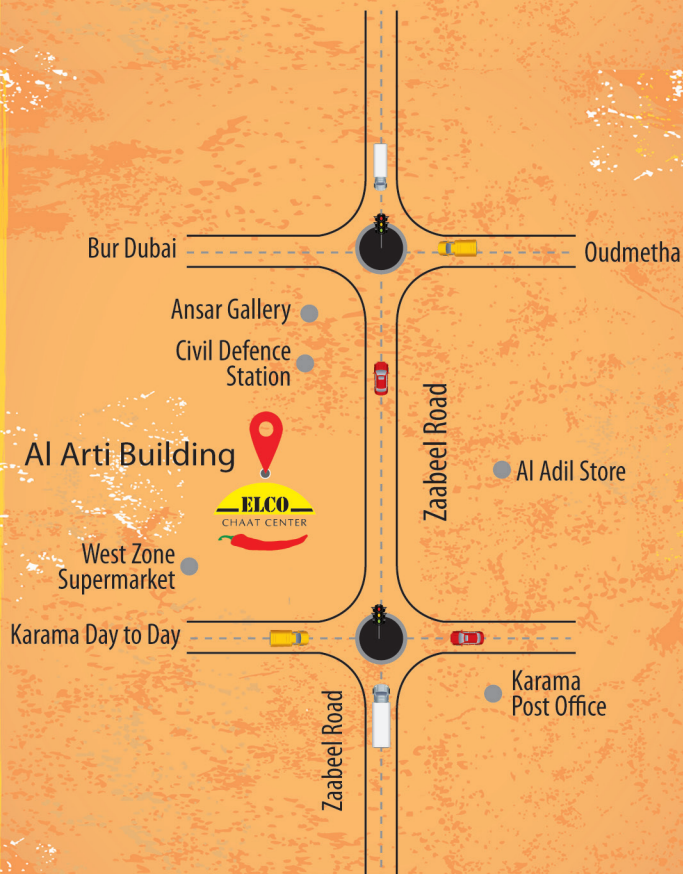 Bur Dubai
Oudmetha
Ansar Gallery
Civil Defence
Station
Zaabeel Road
Al Arti Building
Al Adil Store
ELCO
CHAAT CENTER
West Zone
Supermarket
Karama Day to Day
Karama
Post Office
Zaabeel Road